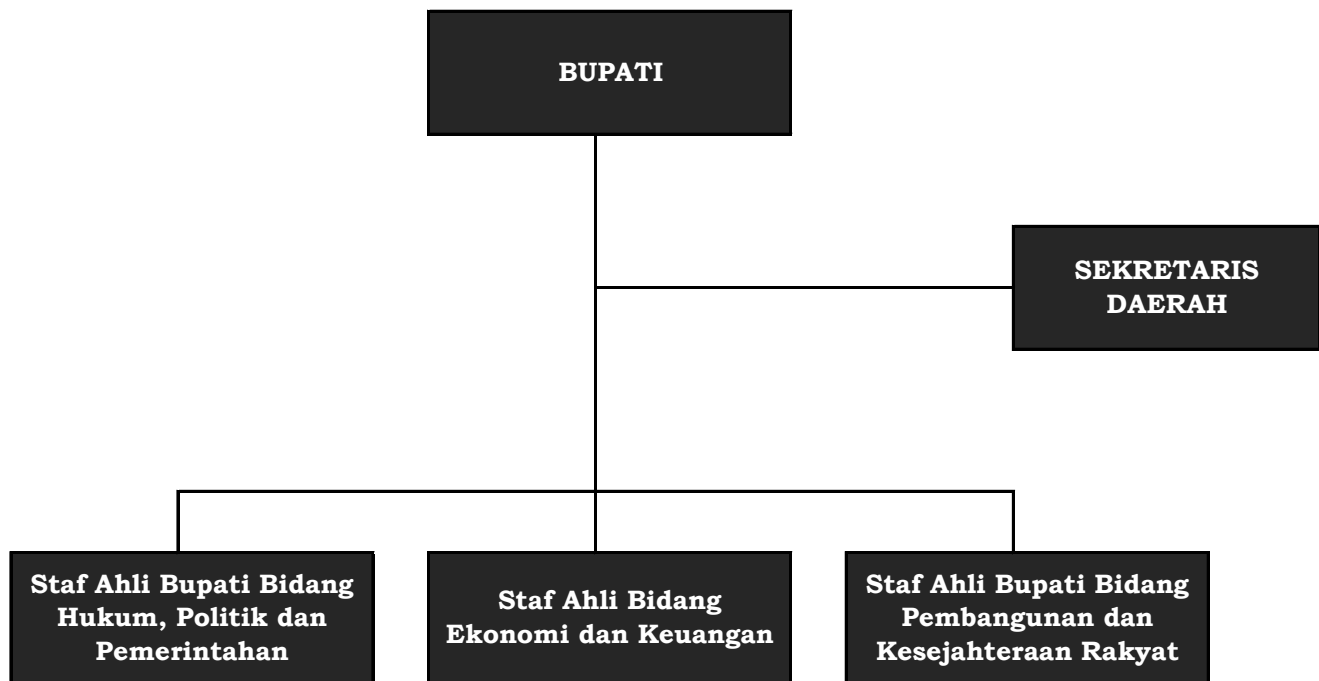 BUPATI
SEKRETARIS
DAERAH
Staf Ahli Bupati Bidang
Hukum, Politik dan
Pemerintahan
Staf Ahli Bidang
Ekonomi dan Keuangan
Staf Ahli Bupati Bidang
Pembangunan dan
Kesejahteraan Rakyat